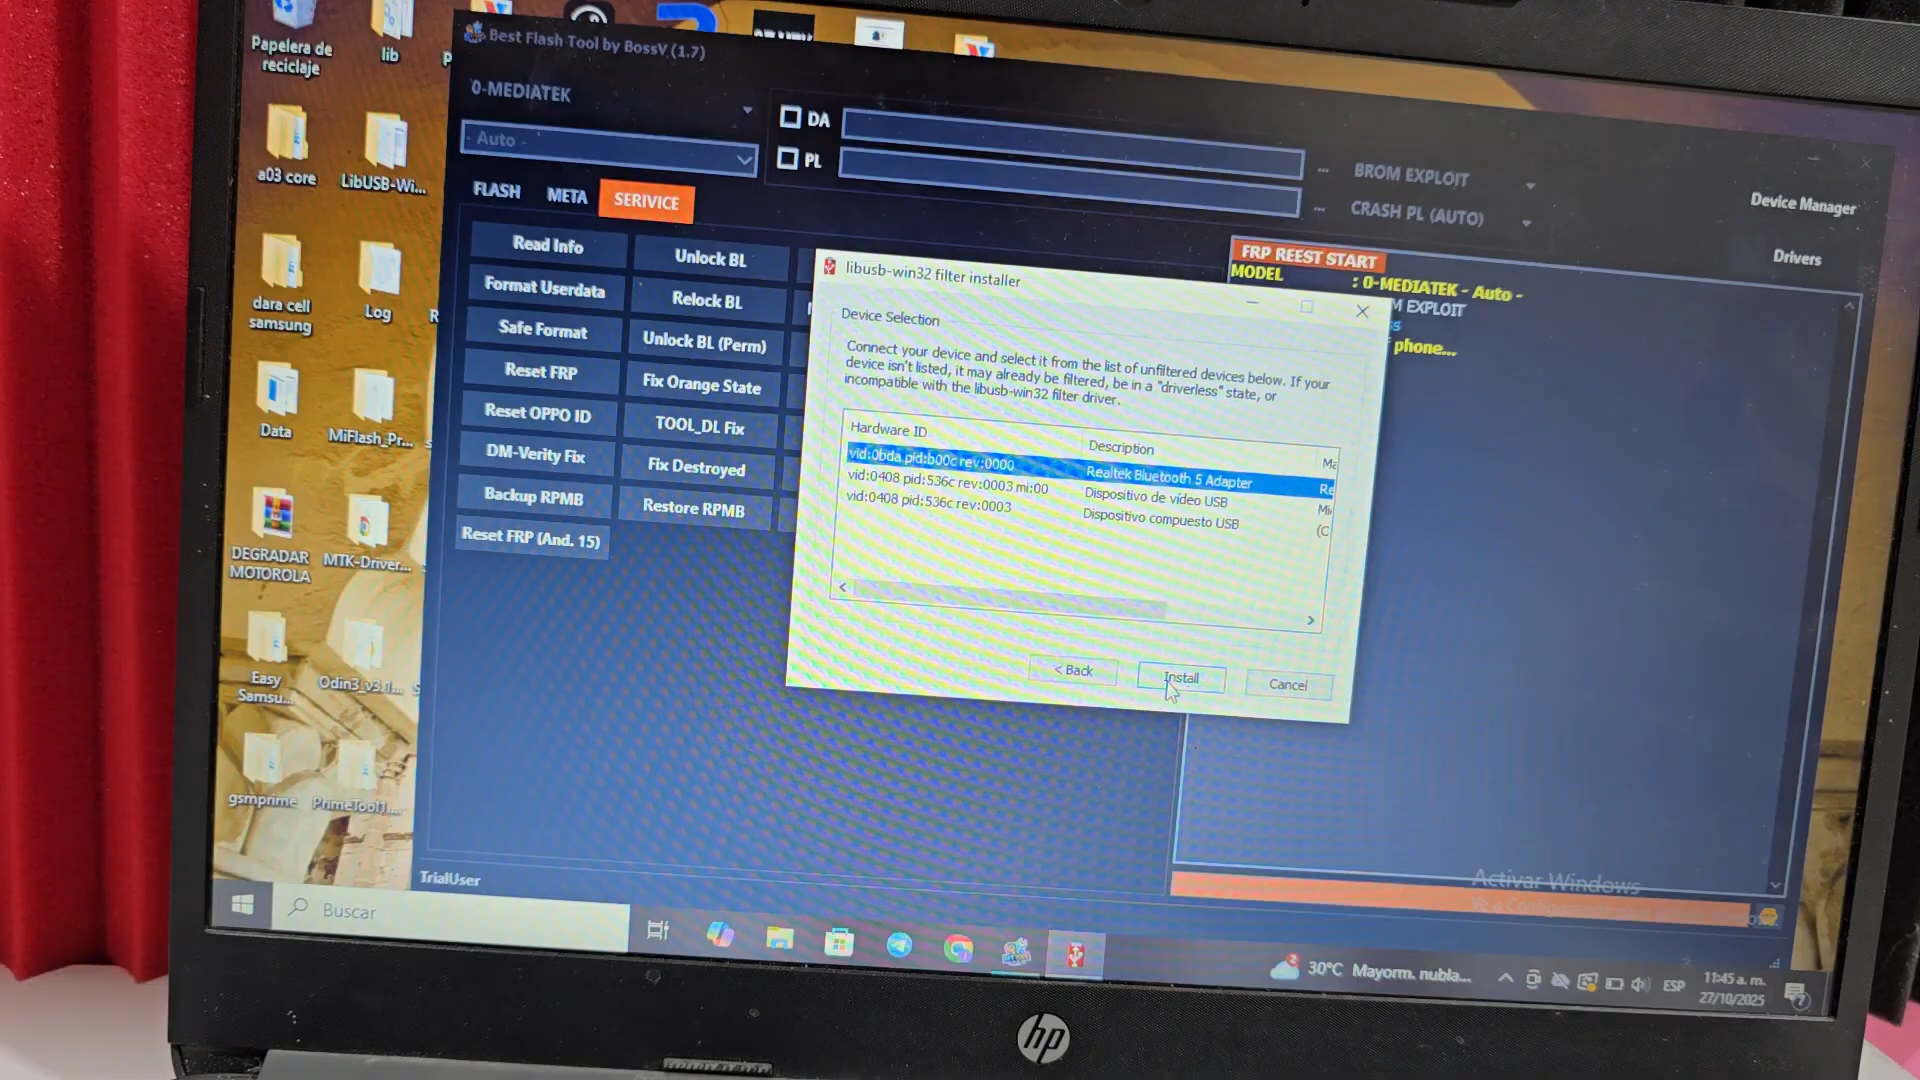 Papelera de
reciclaje
lib
a03 core
LibUSB-Wi...
dara cell
samsung
Log
Data
MiFlash_Pr...
DEGRADAR
MOTOROLA
MTK-Driver...
Easy
Samsu...
Odin3_v3.1...
gsmprime
PrimeTool1...
Best Flash Tool by BossV (1.7)
0-MEDIATEK
- Auto -
DA
PL
BROM EXPLOIT
CRASH PL (AUTO)
Device Manager
Drivers
FLASH
META
SERIVICE
Read Info
Unlock BL
Format Userdata
Relock BL
Safe Format
Unlock BL (Perm)
Reset FRP
Fix Orange State
Reset OPPO ID
TOOL_DL Fix
DM-Verity Fix
Fix Destroyed
Backup RPMB
Restore RPMB
Reset FRP (And. 15)
FRP REEST START
MODEL : 0-MEDIATEK - Auto -
M EXPLOIT
phone...
libusb-win32 filter installer
Device Selection
Connect your device and select it from the list of unfiltered devices below. If your
device isn't listed, it may already be filtered, be in a "driverless" state, or
incompatible with the libusb-win32 filter driver.
Hardware ID Description Ma
vid:0bda pid:b00c rev:0000 Realtek Bluetooth 5 Adapter Re
vid:0408 pid:536c rev:0003 mi:00 Dispositivo de vídeo USB Mi
vid:0408 pid:536c rev:0003 Dispositivo compuesto USB (C
< Back
Install
Cancel
TrialUser
Activar Windows
Buscar
30°C Mayorm. nubla...
ESP
11:45 a. m.
27/10/2025
hp